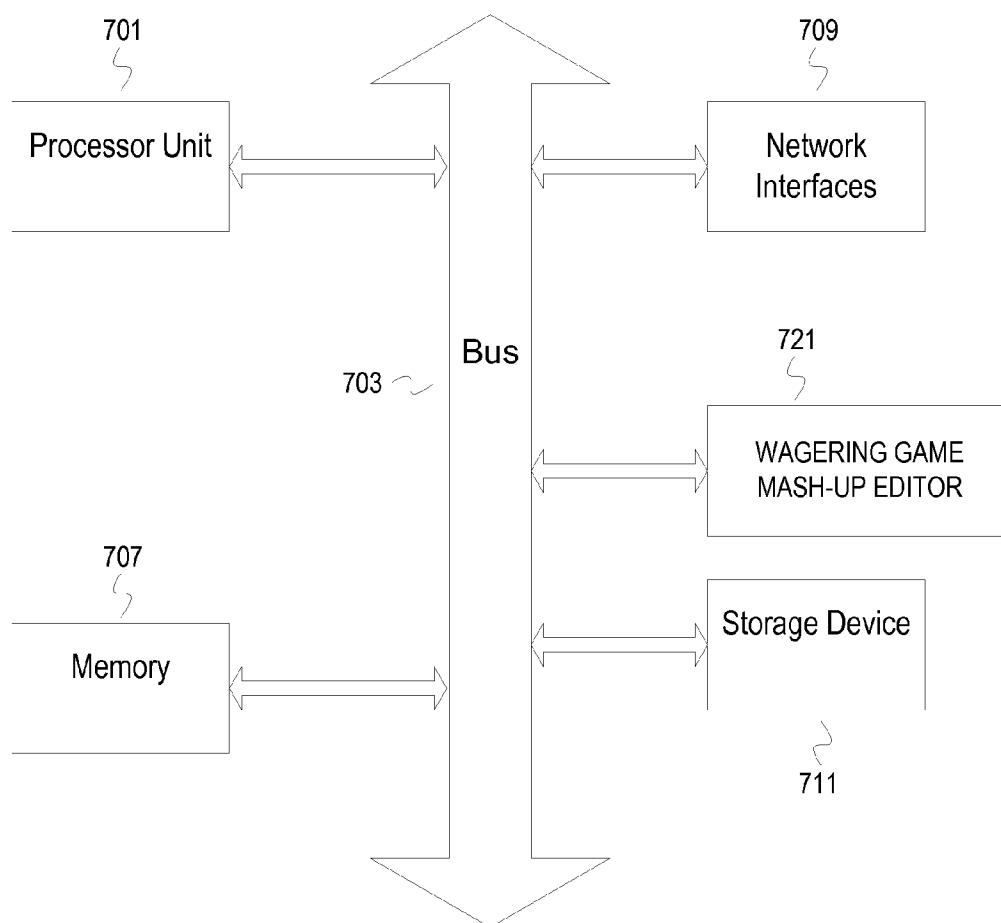 701
Processor Unit
709
Network
Interfaces
Bus
703
721
WAGERING GAME
MASH-UP EDITOR
707
Memory
Storage Device
711